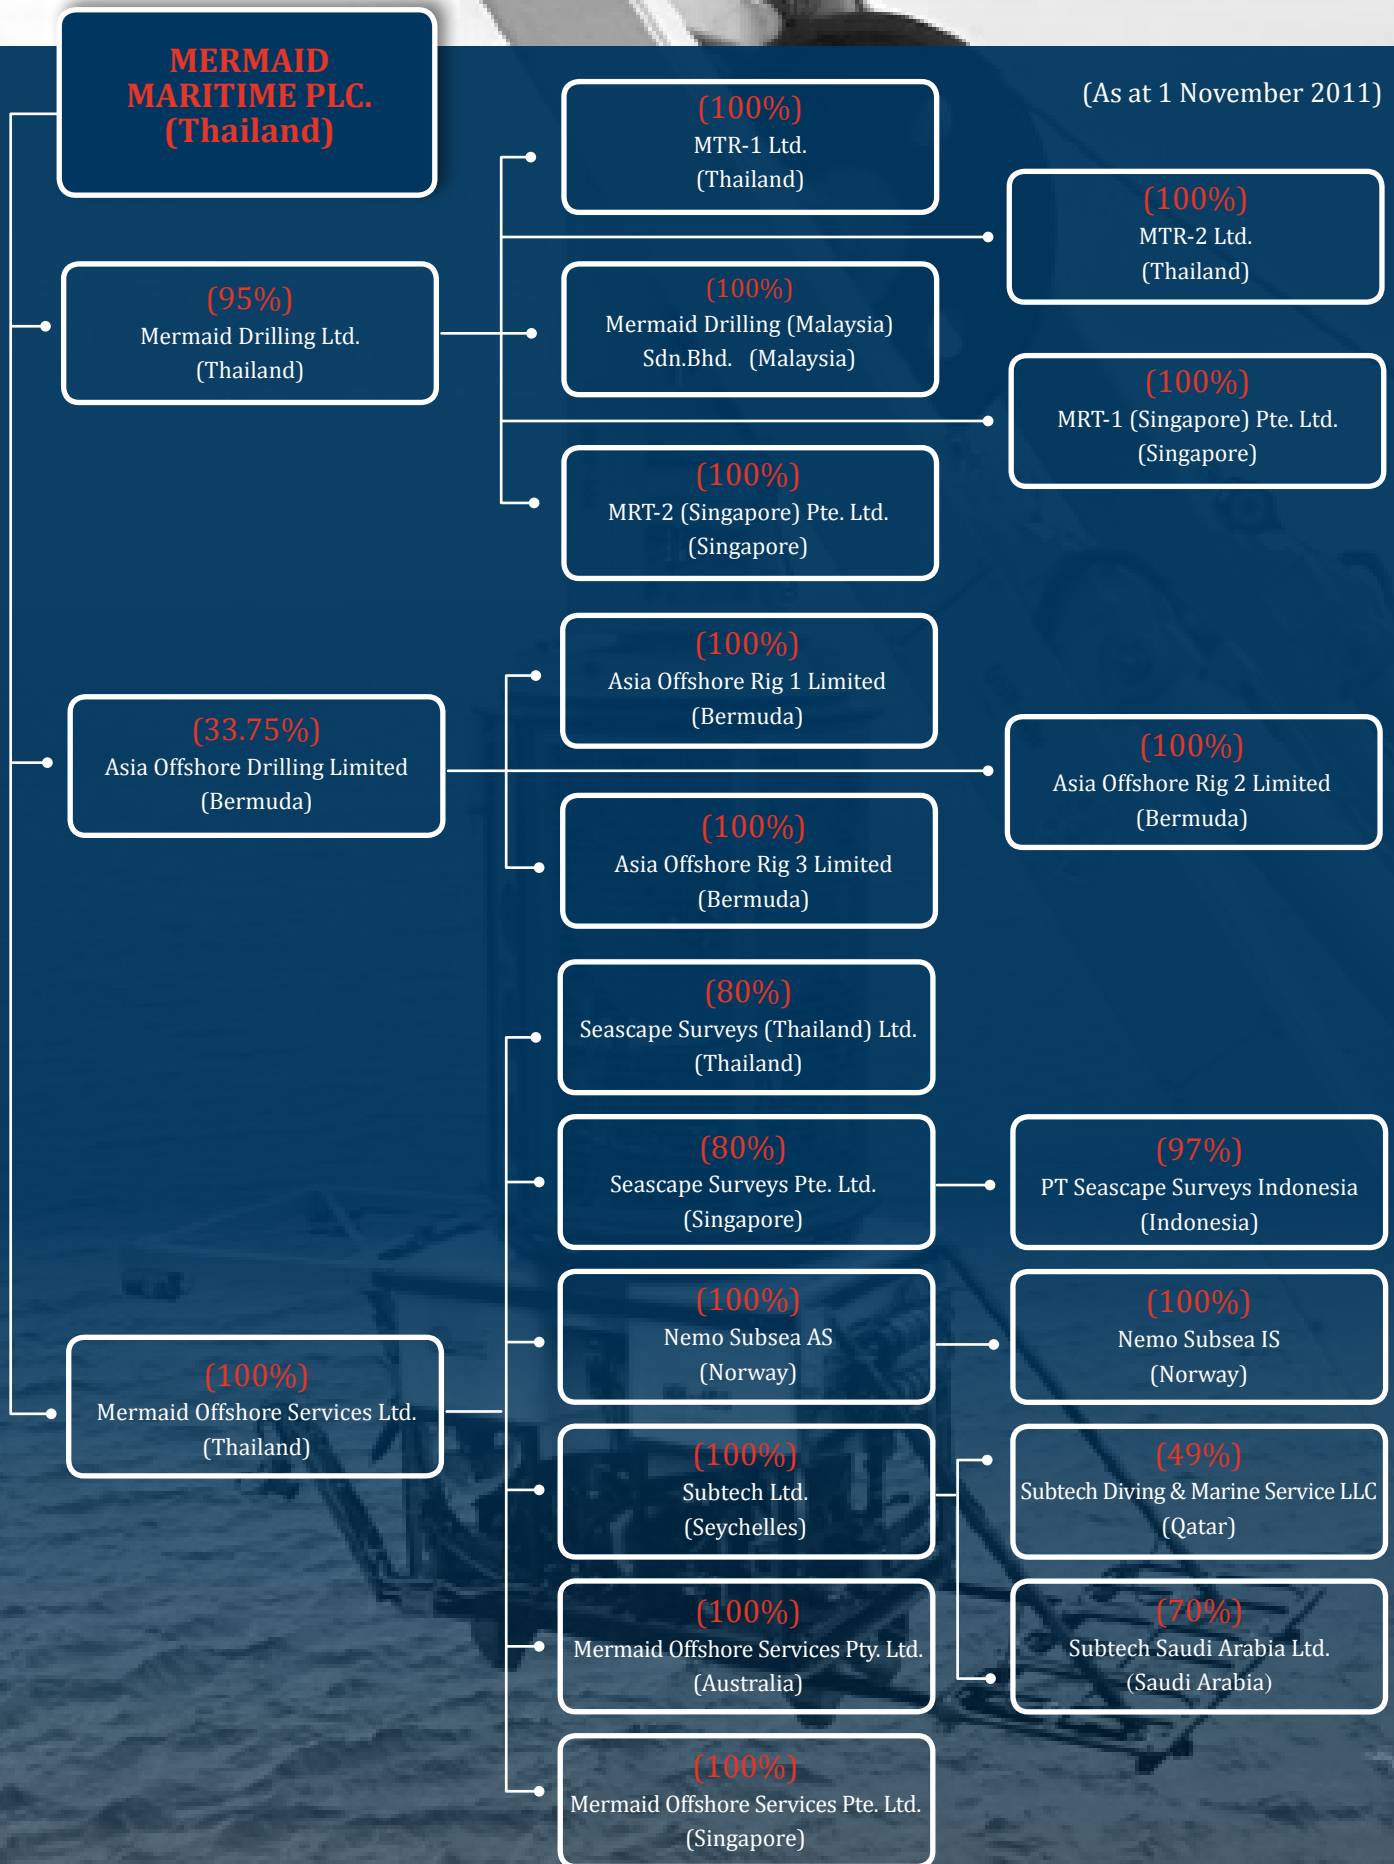 MERMAID
MARITIME PLC.
(Thailand)
(As at 1 November 2011)
(95%)
Mermaid Drilling Ltd.
(Thailand)
(100%)
MTR-1 Ltd.
(Thailand)
(100%)
MTR-2 Ltd.
(Thailand)
(100%)
Mermaid Drilling (Malaysia)
Sdn.Bhd. (Malaysia)
(100%)
MRT-1 (Singapore) Pte. Ltd.
(Singapore)
(100%)
MRT-2 (Singapore) Pte. Ltd.
(Singapore)
(33.75%)
Asia Offshore Drilling Limited
(Bermuda)
(100%)
Asia Offshore Rig 1 Limited
(Bermuda)
(100%)
Asia Offshore Rig 2 Limited
(Bermuda)
(100%)
Asia Offshore Rig 3 Limited
(Bermuda)
(100%)
Mermaid Offshore Services Ltd.
(Thailand)
(80%)
Seascape Surveys (Thailand) Ltd.
(Thailand)
(80%)
Seascape Surveys Pte. Ltd.
(Singapore)
(97%)
PT Seascape Surveys Indonesia
(Indonesia)
(100%)
Nemo Subsea AS
(Norway)
(100%)
Nemo Subsea IS
(Norway)
(100%)
Subtech Ltd.
(Seychelles)
(49%)
Subtech Diving & Marine Service LLC
(Qatar)
(70%)
Subtech Saudi Arabia Ltd.
(Saudi Arabia)
(100%)
Mermaid Offshore Services Pty. Ltd.
(Australia)
(100%)
Mermaid Offshore Services Pte. Ltd.
(Singapore)